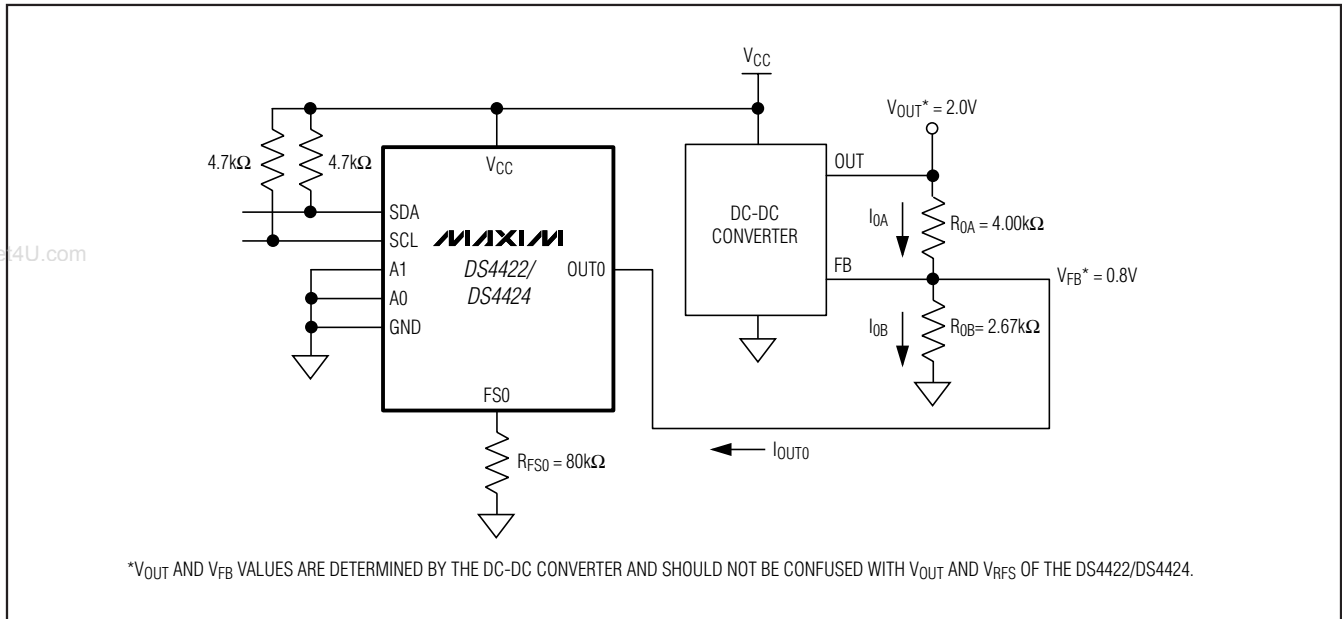 VCC
VOUT* = 2.0V
4.7kΩ
4.7kΩ
VCC
OUT
SDA
SCL
MAXIM
A1
DS4422/
OUT0
A0
DS4424
GND
DC-DC
CONVERTER
I0A
R0A = 4.00kΩ
FB
VFB* = 0.8V
I0B
R0B= 2.67kΩ
FS0
RFS0 = 80kΩ
IOUT0
et4U.com
*VOUT AND VFB VALUES ARE DETERMINED BY THE DC-DC CONVERTER AND SHOULD NOT BE CONFUSED WITH VOUT AND VRFS OF THE DS4422/DS4424.